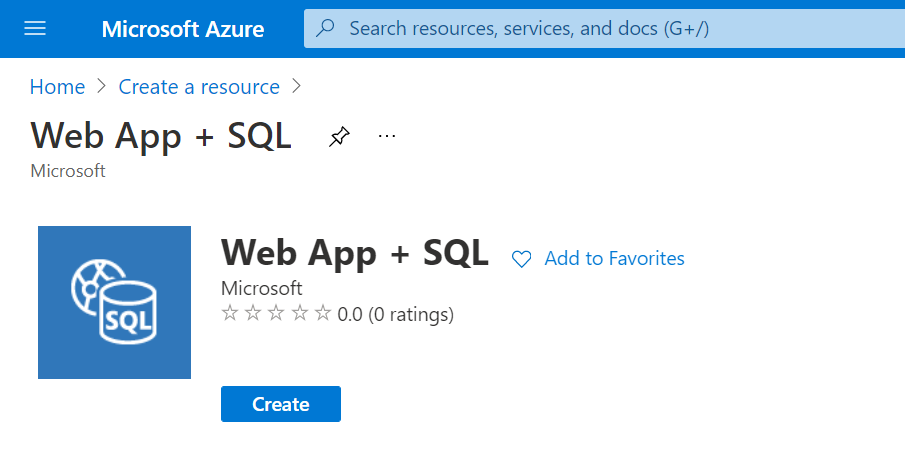 Microsoft Azure
Search resources, services, and docs (G+/)
Home > Create a resource >
Web App + SQL
...
Microsoft
SQL
Web App + SQL
Add to Favorites
Microsoft
0.0 (0 ratings)
Create